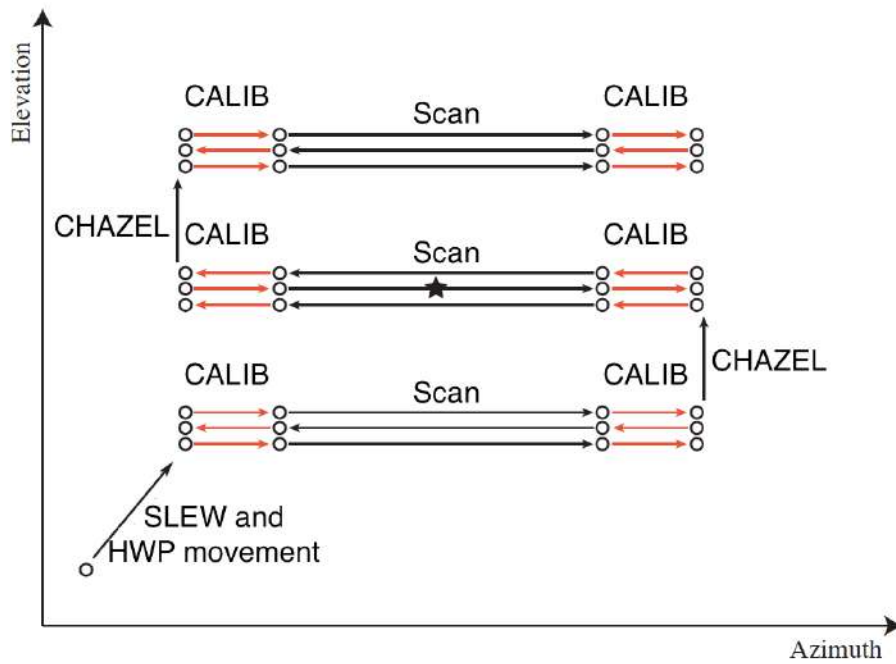 Elevation
CALIB
Scan
CALIB
CHAZEL
CALIB
Scan
CALIB
CHAZEL
CALIB
Scan
CALIB
SLEW and
HWP movement
Azimuth